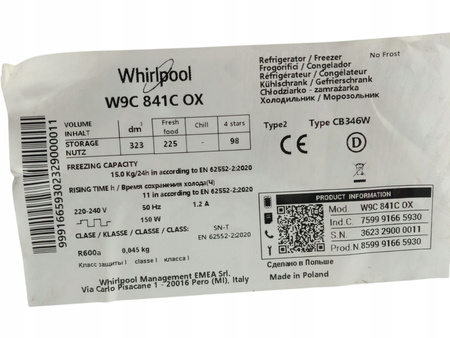 Whirlpool
W9C 841C OX
Refrigerator / Freezer
Frogorifici / Congelador
Réfrigérateur / Congélateur
Kühlschrank / Gefrierschrank
Chłodziarko - zamrażarka
Холодильник / Морозольник
No Frost
VOLUME INHALT dm³ Fresh food Chill 4 stars
STORAGE NUTZ 323 225 - 98
FREEZING CAPACITY
15.0 Kg/24h in according to EN 62552-2:2020
RISING TIME h / Время сохранения холода(Ч)
11 in according to EN 62552-2:2020
220-240 V 50 Hz 1.2 A
150 W
CLASE / KLASSE / CLASSE / CLASS: SN-T
EN 62552-2:2020
R600a 0,045 kg
Класс защиты I classe I класса I
Whirlpool Management EMEA Srl.
Via Carlo Pisacane 1 - 20016 Pero (MI), Italy
Type2 Type CB346W
CE D
PRODUCT INFORMATION
Mod. W9C 841C OX
Ind.C. 7599 9166 5930
S.N. 3623 2900 0011
Prod N 8599 9166 5930
Сделано в Польше
Made in Poland
999166593023290000011